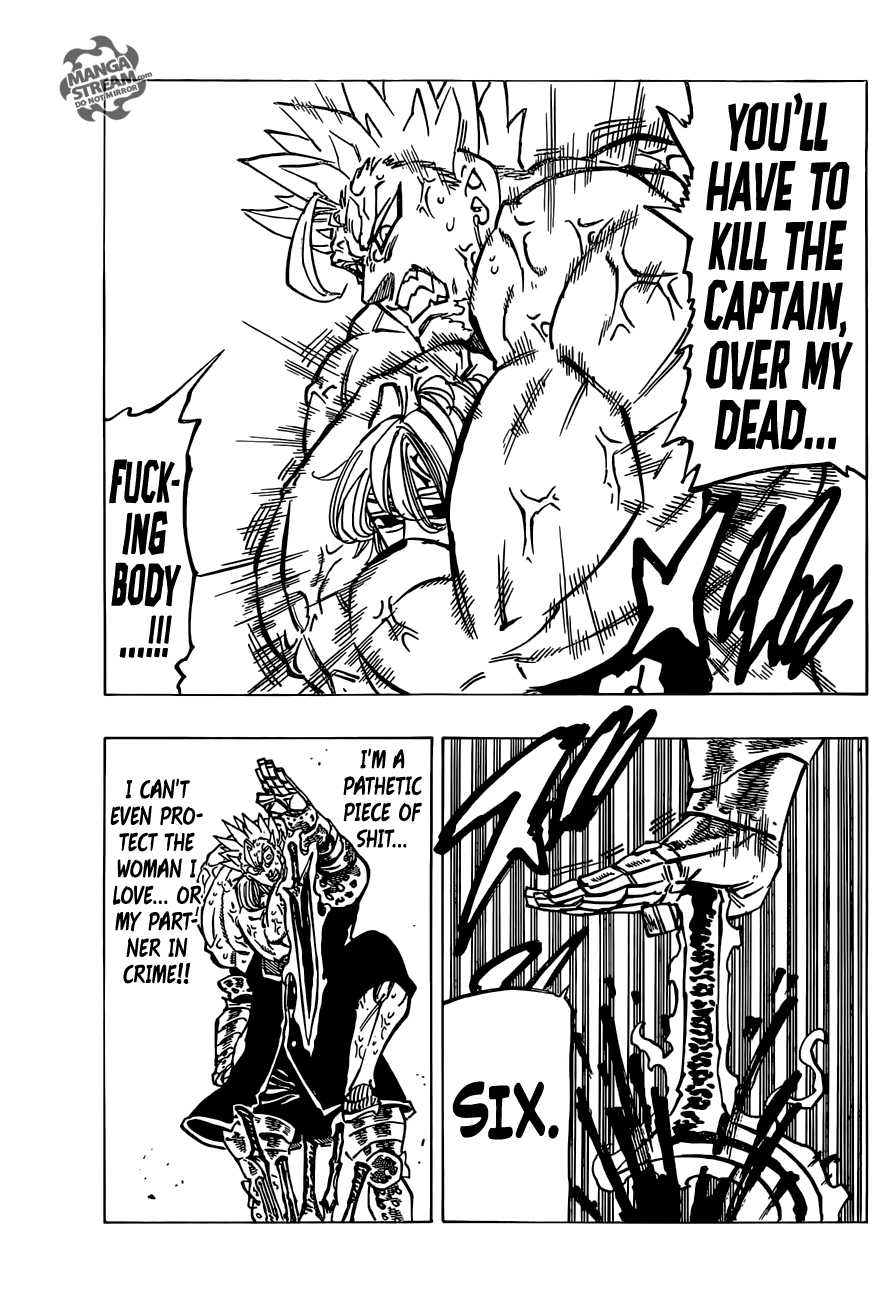 MANGA
STREAM.com
DO NOT MIRROR
YOU'LL
HAVE TO
KILL THE
CAPTAIN,
OVER MY
DEAD...
FUCK-
ING
BODY
...!!!
SIX.
I'M A
PATHETIC
PIECE OF
SHIT...
I CAN'T
EVEN PRO-
TECT THE
WOMAN I
LOVE... OR
MY PART-
NER IN
CRIME!!